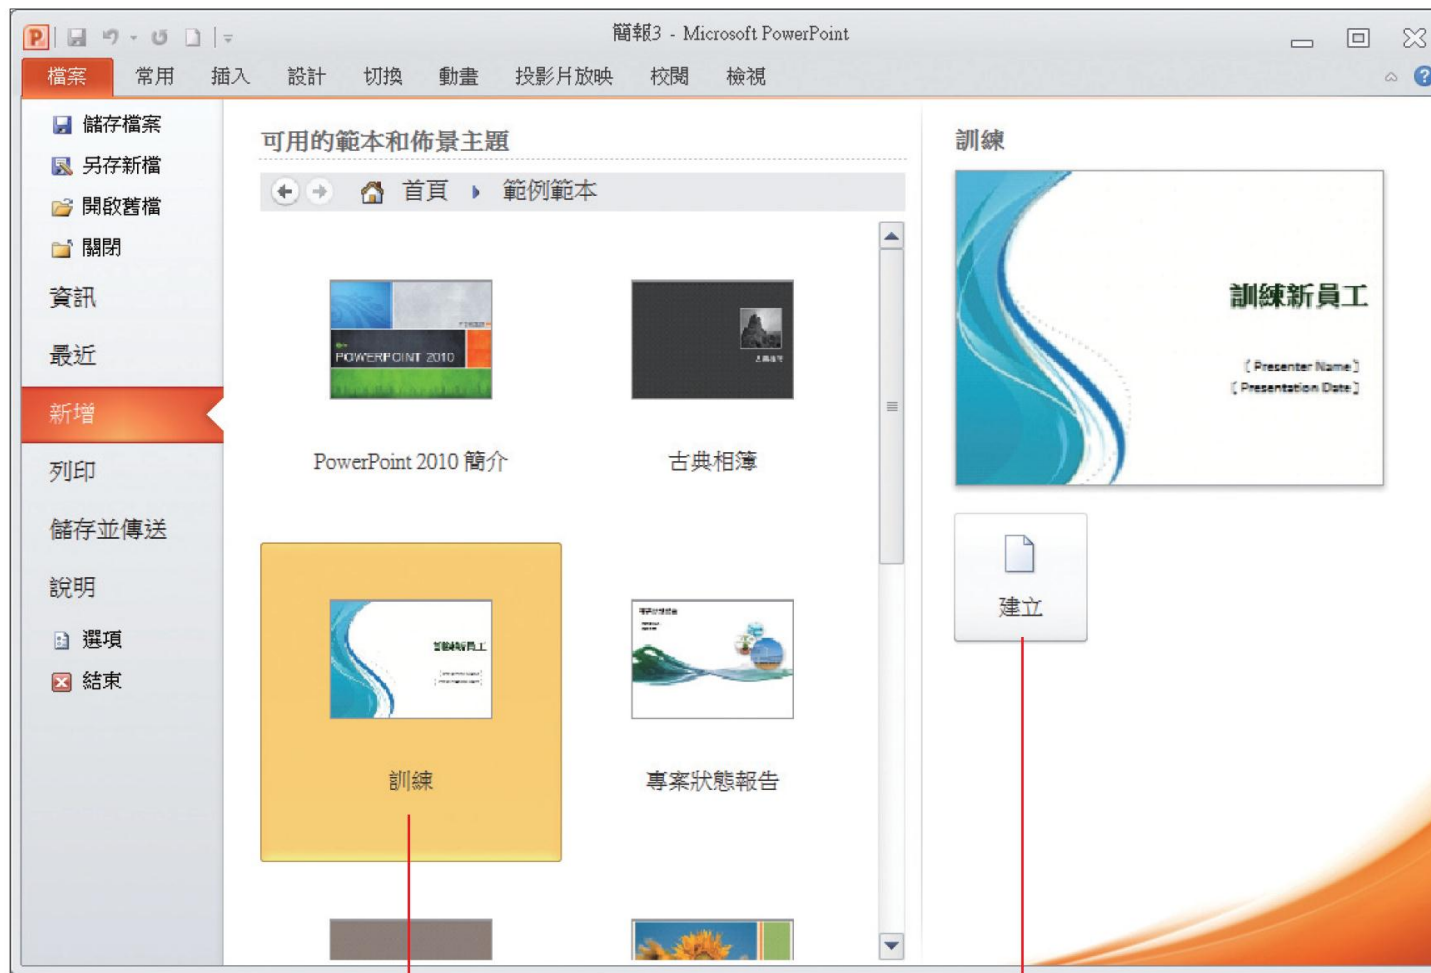 簡報3 - Microsoft PowerPoint
檔案 常用 插入 設計 切換 動畫 投影片放映 校閱 檢視
儲存檔案
另存新檔
開啟舊檔
關閉
資訊
最近
新增
列印
儲存並傳送
說明
選項
結束
可用的範本和佈景主題
首頁 範例範本
POWERPOINT 2010
PowerPoint 2010 簡介
古典相簿
訓練新員工
訓練
專案狀態報告
訓練
訓練新員工
[ Presenter Name ]
[ Presentation Date ]
建立